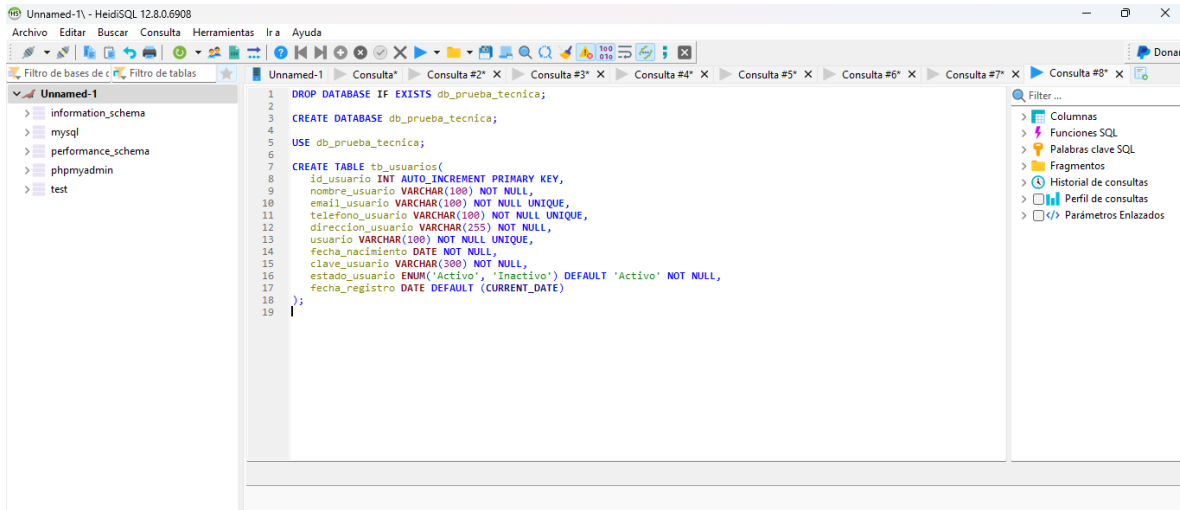 Unnamed-1\ - HeidiSQL 12.8.0.6908
Archivo Editar Buscar Consulta Herramientas Ir a Ayuda
Donar
Filtro de bases de c Filtro de tablas
Unnamed-1 Consulta* Consulta #2* Consulta #3* Consulta #4* Consulta #5* Consulta #6* Consulta #7* Consulta #8*
Unnamed-1
information_schema
mysql
performance_schema
phpmyadmin
test
1 DROP DATABASE IF EXISTS db_prueba_tecnica;
2
3 CREATE DATABASE db_prueba_tecnica;
4
5 USE db_prueba_tecnica;
6
7 CREATE TABLE tb_usuarios(
8 id_usuario INT AUTO_INCREMENT PRIMARY KEY,
9 nombre_usuario VARCHAR(100) NOT NULL,
10 email_usuario VARCHAR(100) NOT NULL UNIQUE,
11 telefono_usuario VARCHAR(100) NOT NULL UNIQUE,
12 direccion_usuario VARCHAR(255) NOT NULL,
13 usuario VARCHAR(100) NOT NULL UNIQUE,
14 fecha_nacimiento DATE NOT NULL,
15 clave_usuario VARCHAR(300) NOT NULL,
16 estado_usuario ENUM('Activo', 'Inactivo') DEFAULT 'Activo' NOT NULL,
17 fecha_registro DATE DEFAULT (CURRENT_DATE)
18 );
19
Filter ...
Columnas
Funciones SQL
Palabras clave SQL
Fragmentos
Historial de consultas
Perfil de consultas
Parámetros Enlazados